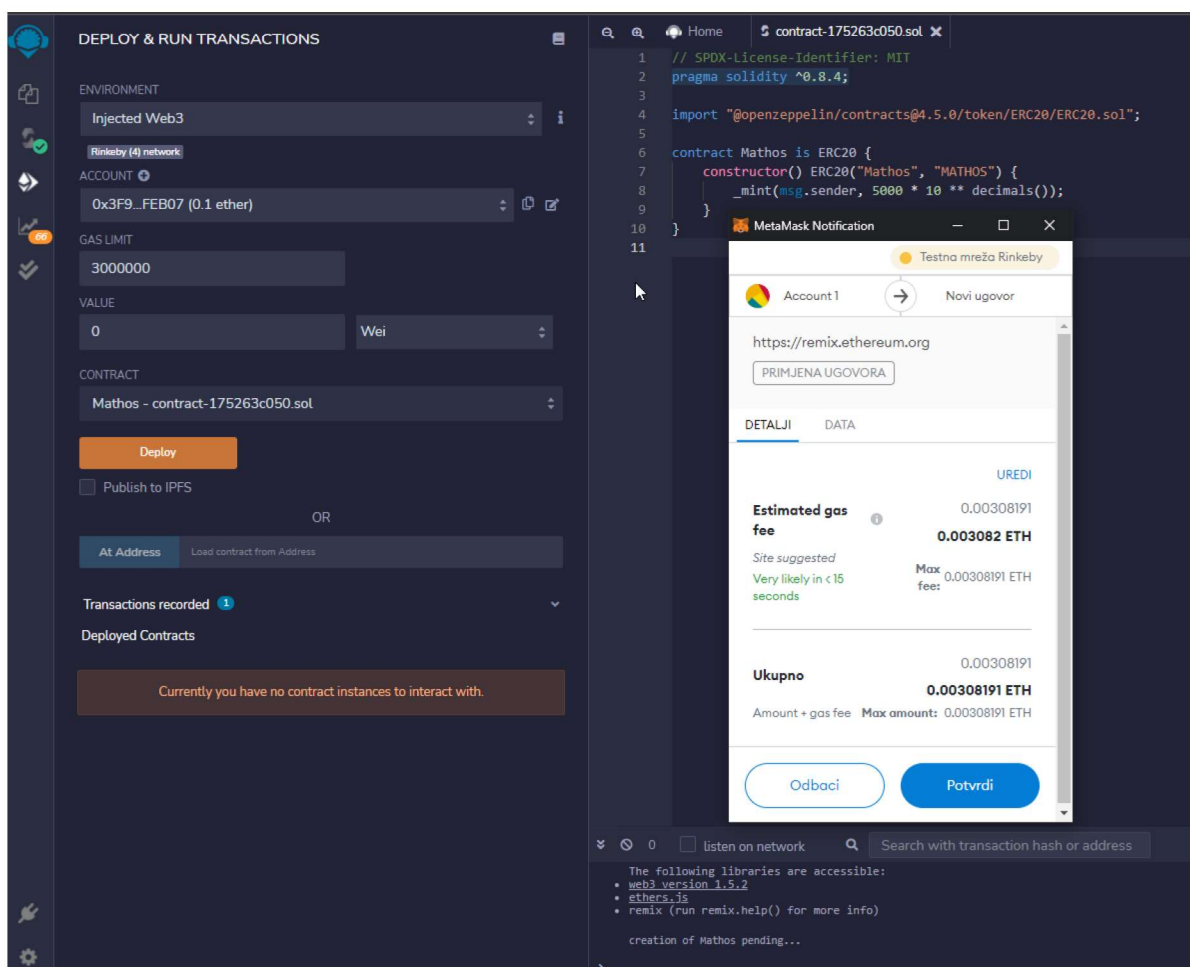 DEPLOY & RUN TRANSACTIONS
ENVIRONMENT
Injected Web3
i
Rinkeby (4) network
ACCOUNT
0x3F9...FEB07 (0.1 ether)
GAS LIMIT
3000000
VALUE
0
Wei
CONTRACT
Mathos - contract-175263c050.sol
Deploy
Publish to IPFS
OR
At Address
Load contract from Address
Transactions recorded 1
Deployed Contracts
Currently you have no contract instances to interact with.
66
Home
contract-175263c050.sol
1 // SPDX-License-Identifier: MIT
2 pragma solidity ^0.8.4;
3
4 import "@openzeppelin/contracts@4.5.0/token/ERC20/ERC20.sol";
5
6 contract Mathos is ERC20 {
7 constructor() ERC20("Mathos", "MATHOS") {
8 _mint(msg.sender, 5000 * 10 ** decimals());
9 }
10 }
11
MetaMask Notification
Testna mreža Rinkeby
Account 1
Novi ugovor
https://remix.ethereum.org
PRIMJENA UGOVORA
DETALJI DATA
UREDI
Estimated gas fee
0.00308191
0.003082 ETH
Site suggested
Very likely in < 15 seconds
Max fee: 0.00308191 ETH
Ukupno
0.00308191
0.00308191 ETH
Amount + gas fee Max amount: 0.00308191 ETH
Odbaci
Potvrdi
0
listen on network
Search with transaction hash or address
The following libraries are accessible:
web3 version 1.5.2
ethers.js
remix (run remix.help() for more info)
creation of Mathos pending...